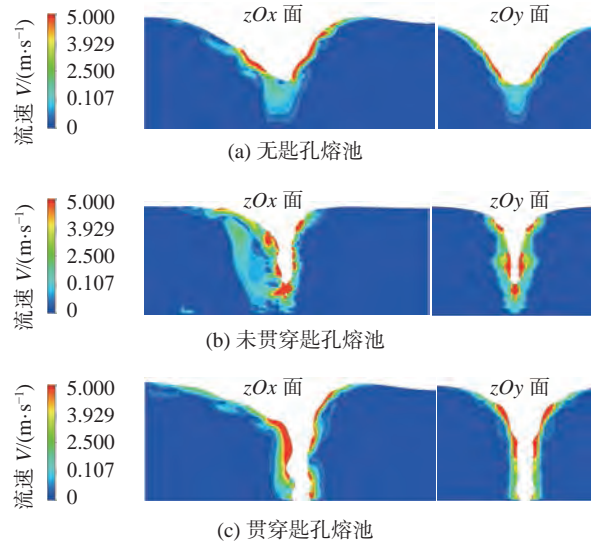 zOx 面 zOy 面
流速 V/(m·s⁻¹)
5.000
3.929
2.500
0.107
0
(a) 无匙孔熔池
zOx 面 zOy 面
流速 V/(m·s⁻¹)
5.000
3.929
2.500
0.107
0
(b) 未贯穿匙孔熔池
zOx 面 zOy 面
流速 V/(m·s⁻¹)
5.000
3.929
2.500
0.107
0
(c) 贯穿匙孔熔池